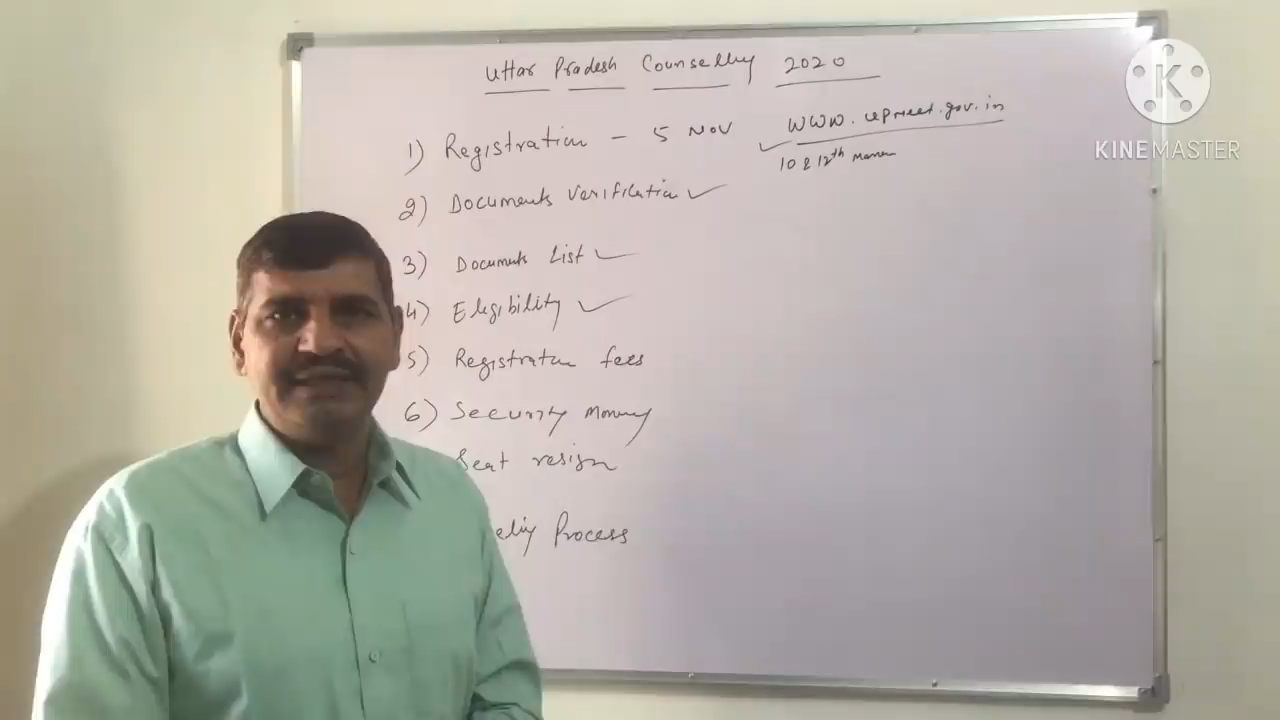 Uttar Pradesh Counselling 2020
1) Registration - 5 Nov www.upneet.gov.in
10 & 12th
2) Documents Verification ✓
3) Documents List ✓
4) Eligibility ✓
5) Registration fees
6) Security Money
Seat resign
eling Process
K
KINEMASTER